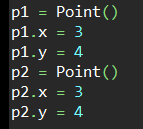 p1 = Point()
p1.x = 3
p1.y = 4
p2 = Point()
p2.x = 3
p2.y = 4